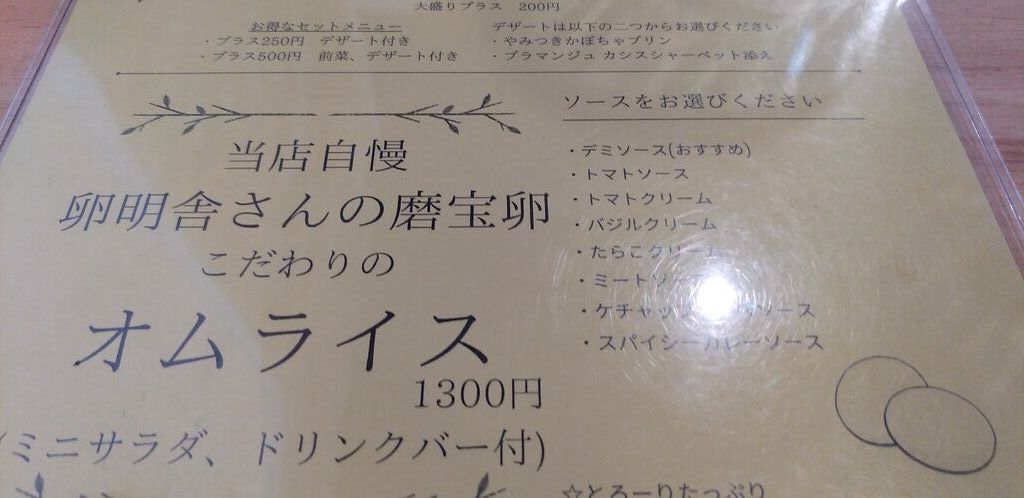 大盛りプラス 200円
お得なセットメニュー
・プラス250円 デザート付き
・プラス500円 前菜、デザート付き
デザートは以下の二つからお選びください
・やみつきかぼちゃプリン
・ブラマンジュ カシスシャーベット添え
当店自慢
卵明舎さんの磨宝卵
こだわりの
オムライス
1300円
(ミニサラダ、ドリンクバー付)
ソースをお選びください
・デミソース(おすすめ)
・トマトソース
・トマトクリーム
・バジルクリーム
・たらこクリーム
・ミートソ
・ケチャッ ソース
・スパイシーカレーソース
☆とろーりたっぷり